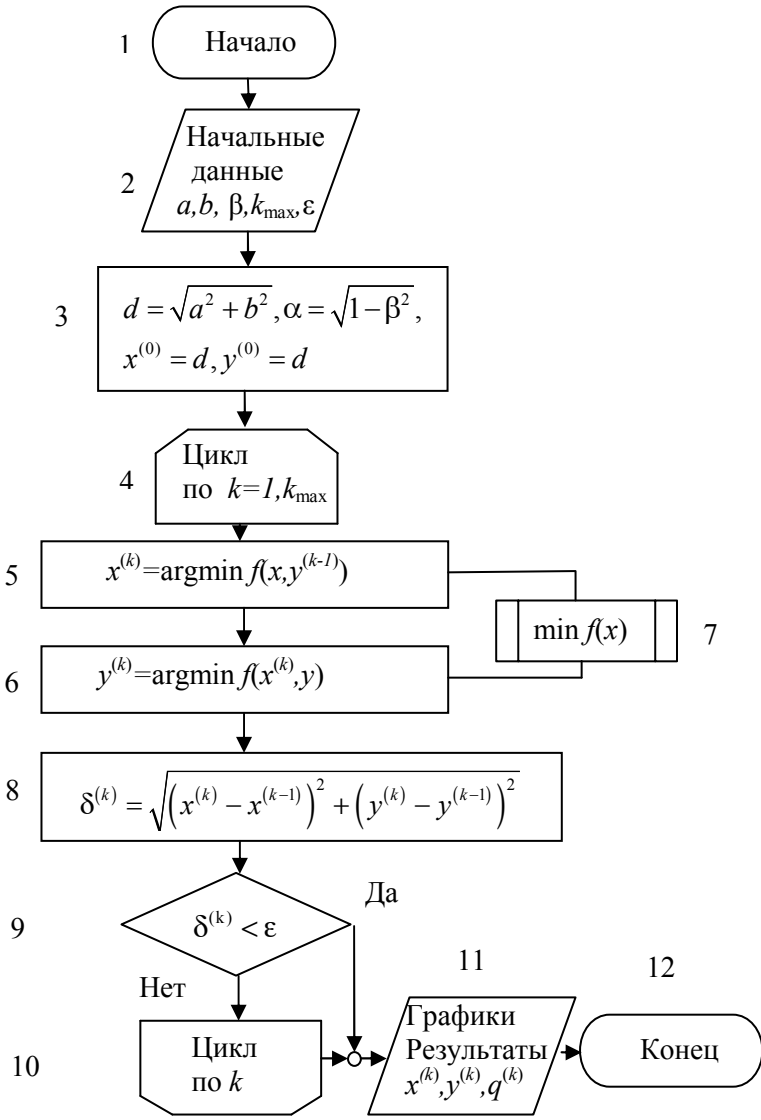 1
Начало
2
Начальные
данные
a,b, β,k_max,ε
3
d = √(a² + b²), α = √(1−β²),
x⁽⁰⁾ = d, y⁽⁰⁾ = d
4
Цикл
по k=1,k_max
5
x^(k)=argmin f(x,y^(k-1))
min f(x)
7
6
y^(k)=argmin f(x^(k),y)
8
δ^(k) = √((x^(k) − x^(k−1))² + (y^(k) − y^(k−1))²)
9
δ^(k) < ε
Да
Нет
10
Цикл
по k
11
Графики
Результаты
x^(k),y^(k),q^(k)
12
Конец